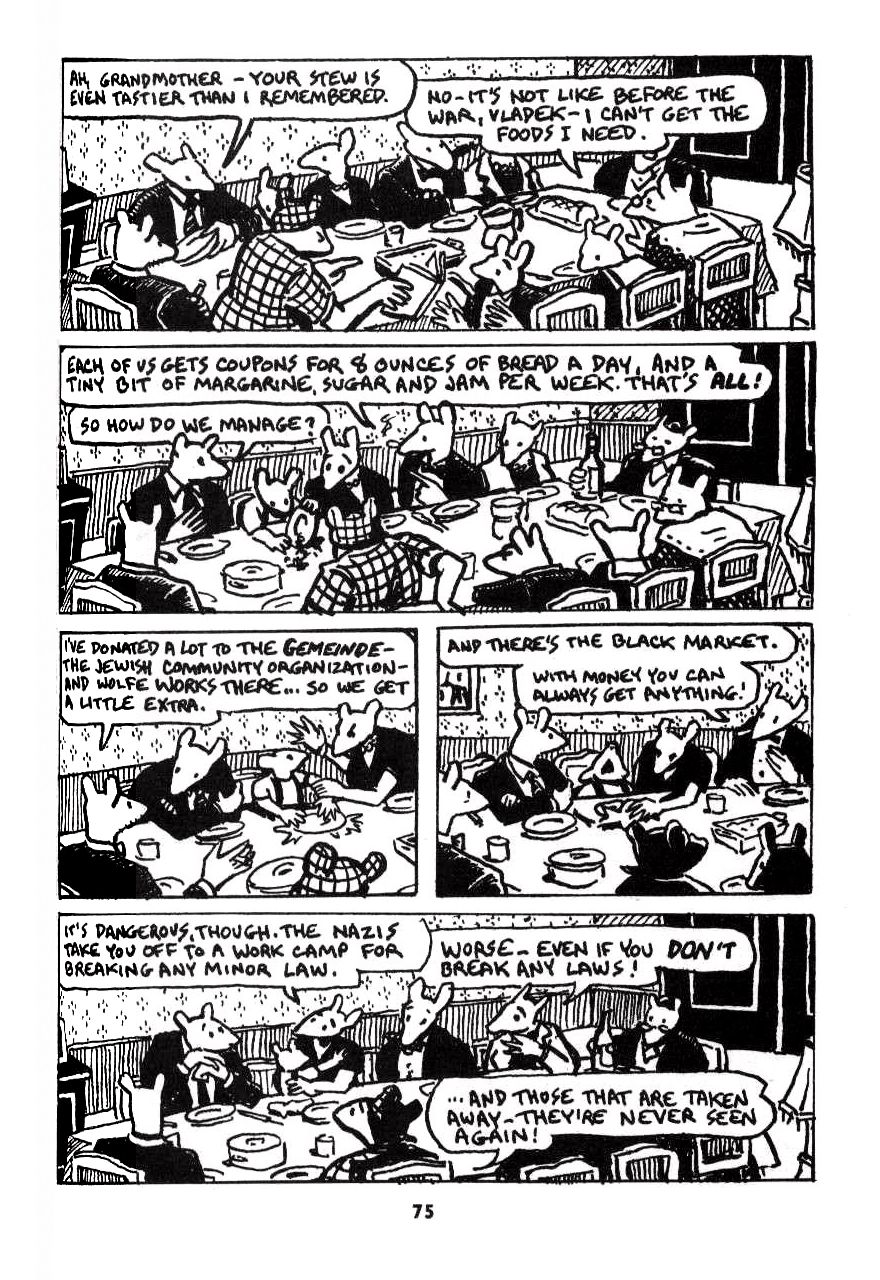 AH, GRANDMOTHER – YOUR STEW IS
EVEN TASTIER THAN I REMEMBERED.
NO – IT'S NOT LIKE BEFORE THE
WAR, VLADEK – I CAN'T GET THE
FOODS I NEED.
EACH OF US GETS COUPONS FOR 8 OUNCES OF BREAD A DAY, AND A
TINY BIT OF MARGARINE, SUGAR AND JAM PER WEEK. THAT'S ALL!
SO HOW DO WE MANAGE?
I'VE DONATED A LOT TO THE GEMEINDE –
THE JEWISH COMMUNITY ORGANIZATION –
AND WOLFE WORKS THERE... SO WE GET
A LITTLE EXTRA.
AND THERE'S THE BLACK MARKET.
WITH MONEY YOU CAN
ALWAYS GET ANYTHING!
IT'S DANGEROUS, THOUGH. THE NAZIS
TAKE YOU OFF TO A WORK CAMP FOR
BREAKING ANY MINOR LAW.
WORSE – EVEN IF YOU DON'T
BREAK ANY LAWS!
...AND THOSE THAT ARE TAKEN
AWAY – THEY'RE NEVER SEEN
AGAIN!
75